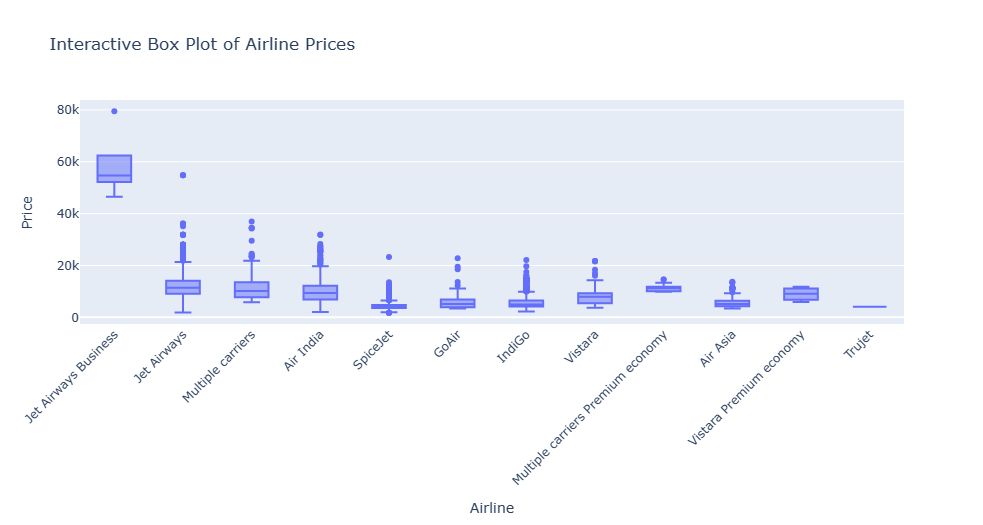 Interactive Box Plot of Airline Prices
80k
60k
40k
20k
0
Price
Jet Airways Business
Jet Airways
Multiple carriers
Air India
SpiceJet
GoAir
IndiGo
Vistara
Multiple carriers Premium economy
Air Asia
Vistara Premium economy
Trujet
Airline